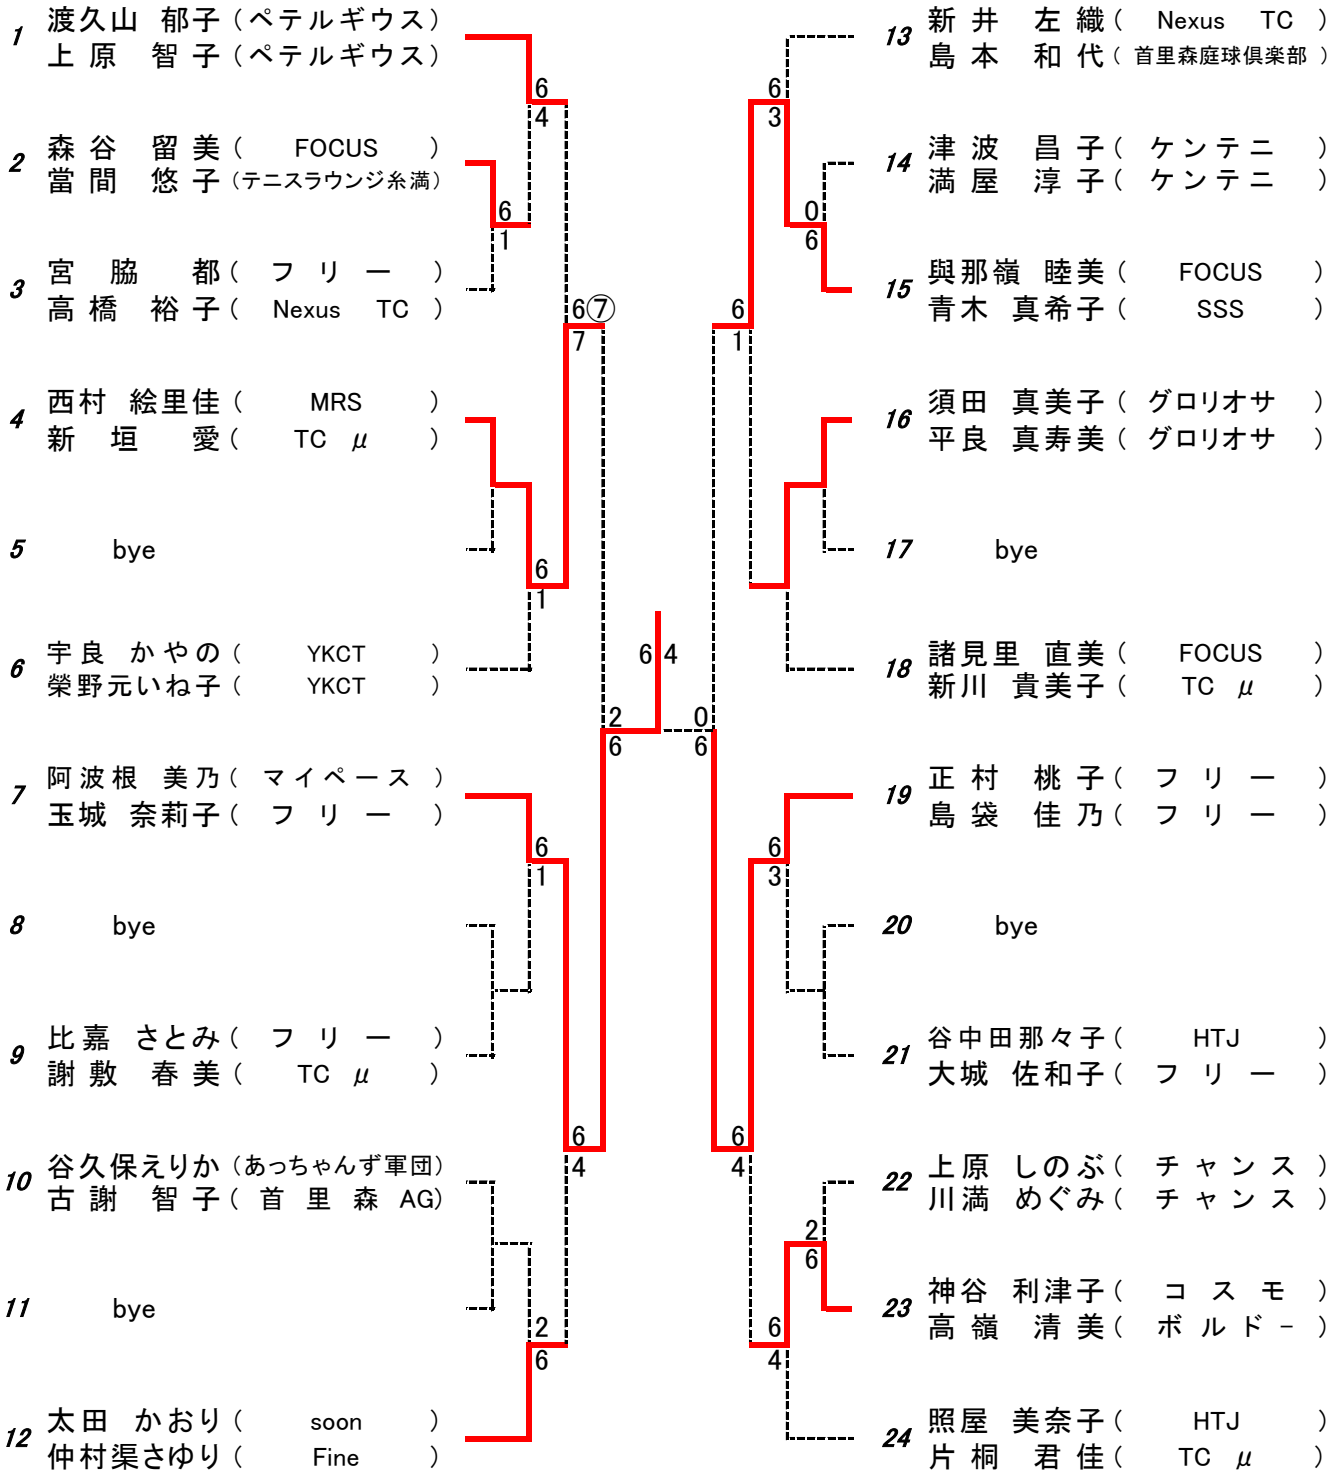 1 渡久山 郁子 (ペテルギウス)
上原 智子 (ペテルギウス)
6
4
2 森谷 留美 ( FOCUS )
當間 悠子 (テニスラウンジ糸満)
6
1
3 宮脇 都 ( フリー )
高橋 裕子 ( Nexus TC )
6⑦
7
4 西村 絵里佳 ( MRS )
新垣 愛 ( TC μ )
5 bye
6
1
6 宇良 かやの ( YKCT )
榮野元いね子 ( YKCT )
2
6
7 阿波根 美乃 ( マイペース )
玉城 奈莉子 ( フリー )
6
1
8 bye
9 比嘉 さとみ ( フリー )
謝敷 春美 ( TC μ )
6
4
10 谷久保えりか (あっちゃんず軍団)
古謝 智子 ( 首里森 AG)
11 bye
2
6
12 太田 かおり ( soon )
仲村渠さゆり ( Fine )
6 4
13 新井 左織 ( Nexus TC )
島本 和代 ( 首里森庭球倶楽部 )
6
3
14 津波 昌子 ( ケンテニ )
満屋 淳子 ( ケンテニ )
0
6
15 與那嶺 睦美 ( FOCUS )
青木 真希子 ( SSS )
6
1
16 須田 真美子 ( グロリオサ )
平良 真寿美 ( グロリオサ )
17 bye
18 諸見里 直美 ( FOCUS )
新川 貴美子 ( TC μ )
0
6
19 正村 桃子 ( フリー )
島袋 佳乃 ( フリー )
6
3
20 bye
21 谷中田那々子 ( HTJ )
大城 佐和子 ( フリー )
6
4
22 上原 しのぶ ( チャンス )
川満 めぐみ ( チャンス )
2
6
23 神谷 利津子 ( コスモ )
高嶺 清美 ( ボルドｰ )
6
4
24 照屋 美奈子 ( HTJ )
片桐 君佳 ( TC μ )